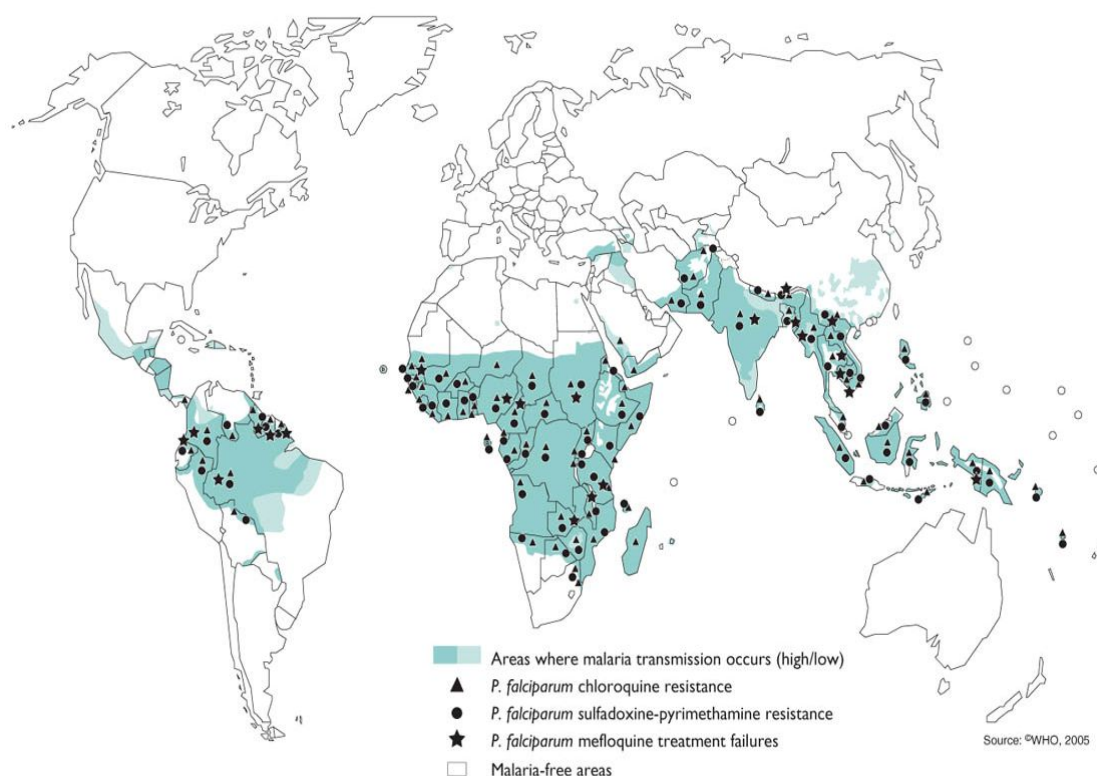 Areas where malaria transmission occurs (high/low)
P. falciparum chloroquine resistance
P. falciparum sulfadoxine-pyrimethamine resistance
P. falciparum mefloquine treatment failures
Source: ©WHO, 2005
Malaria-free areas